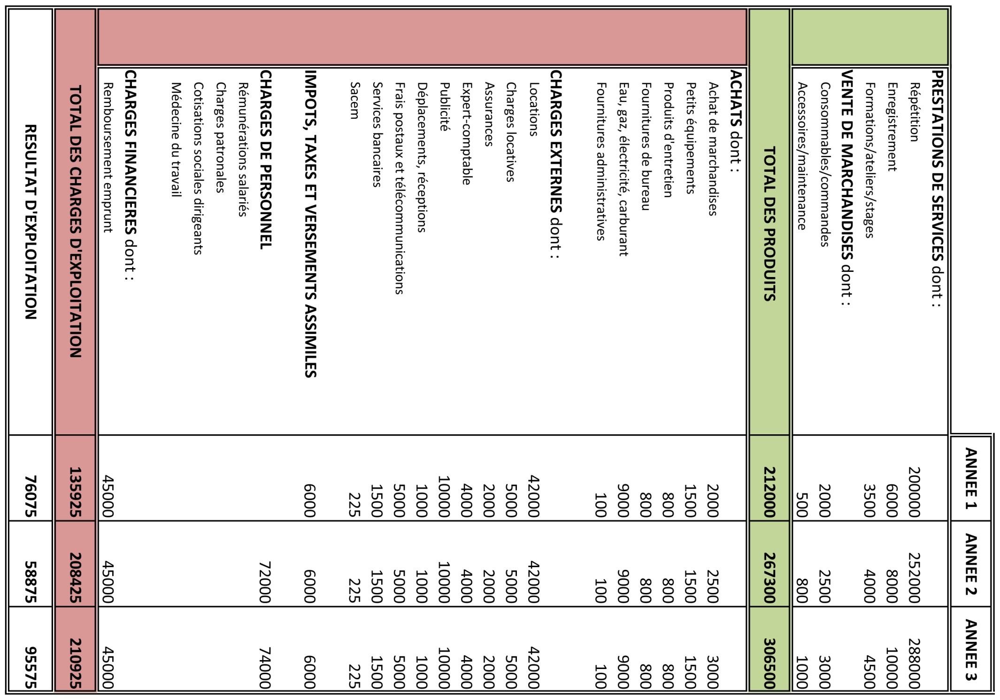 ANNEE 1 ANNEE 2 ANNEE 3
PRESTATIONS DE SERVICES dont :
Répétition 200000 252000 288000
Enregistrement 6000 8000 10000
Formations/ateliers/stages 3500 4000 4500
VENTE DE MARCHANDISES dont :
Consommables/commandes 2000 2500 3000
Accessoires/maintenance 500 800 1000
TOTAL DES PRODUITS 212000 267300 306500
ACHATS dont :
Achat de marchandises 2000 2500 3000
Petits équipements 1500 1500 1500
Produits d'entretien 800 800 800
Fournitures de bureau 800 800 800
Eau, gaz, électricité, carburant 9000 9000 9000
Fournitures administratives 100 100 100
CHARGES EXTERNES dont :
Locations 42000 42000 42000
Charges locatives 5000 5000 5000
Assurances 2000 2000 2000
Expert-comptable 4000 4000 4000
Publicité 10000 10000 10000
Déplacements, réceptions 1000 1000 1000
Frais postaux et télécommunications 5000 5000 5000
Services bancaires 1500 1500 1500
Sacem 225 225 225
IMPOTS, TAXES ET VERSEMENTS ASSIMILES 6000 6000 6000
CHARGES DE PERSONNEL 72000 74000
Rémunérations salariés
Charges patronales
Cotisations sociales dirigeants
Médecine du travail
CHARGES FINANCIERES dont :
Remboursement emprunt 45000 45000 45000
TOTAL DES CHARGES D'EXPLOITATION 135925 208425 210925
RESULTAT D'EXPLOITATION 76075 58875 95575